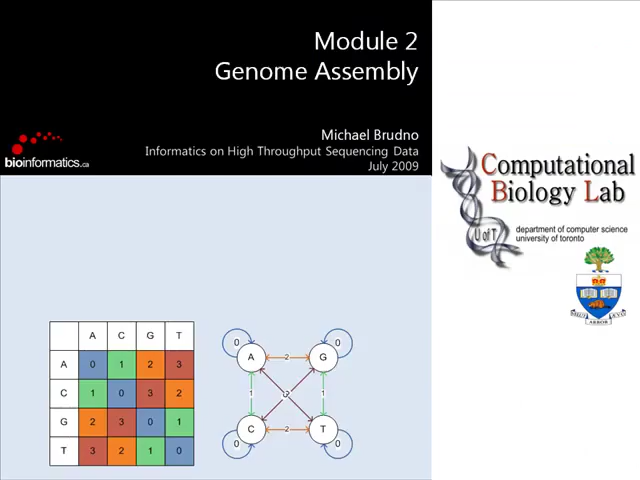 Module 2
Genome Assembly
Michael Brudno
Informatics on High Throughput Sequencing Data
July 2009
bioinformatics.ca
Computational
Biology Lab
U of T
department of computer science
university of toronto
ARBOR
A C G T
A 0 1 2 3
C 1 0 3 2
G 2 3 0 1
T 3 2 1 0
0 0
A 2 G
1 1
C 2 T
0 0